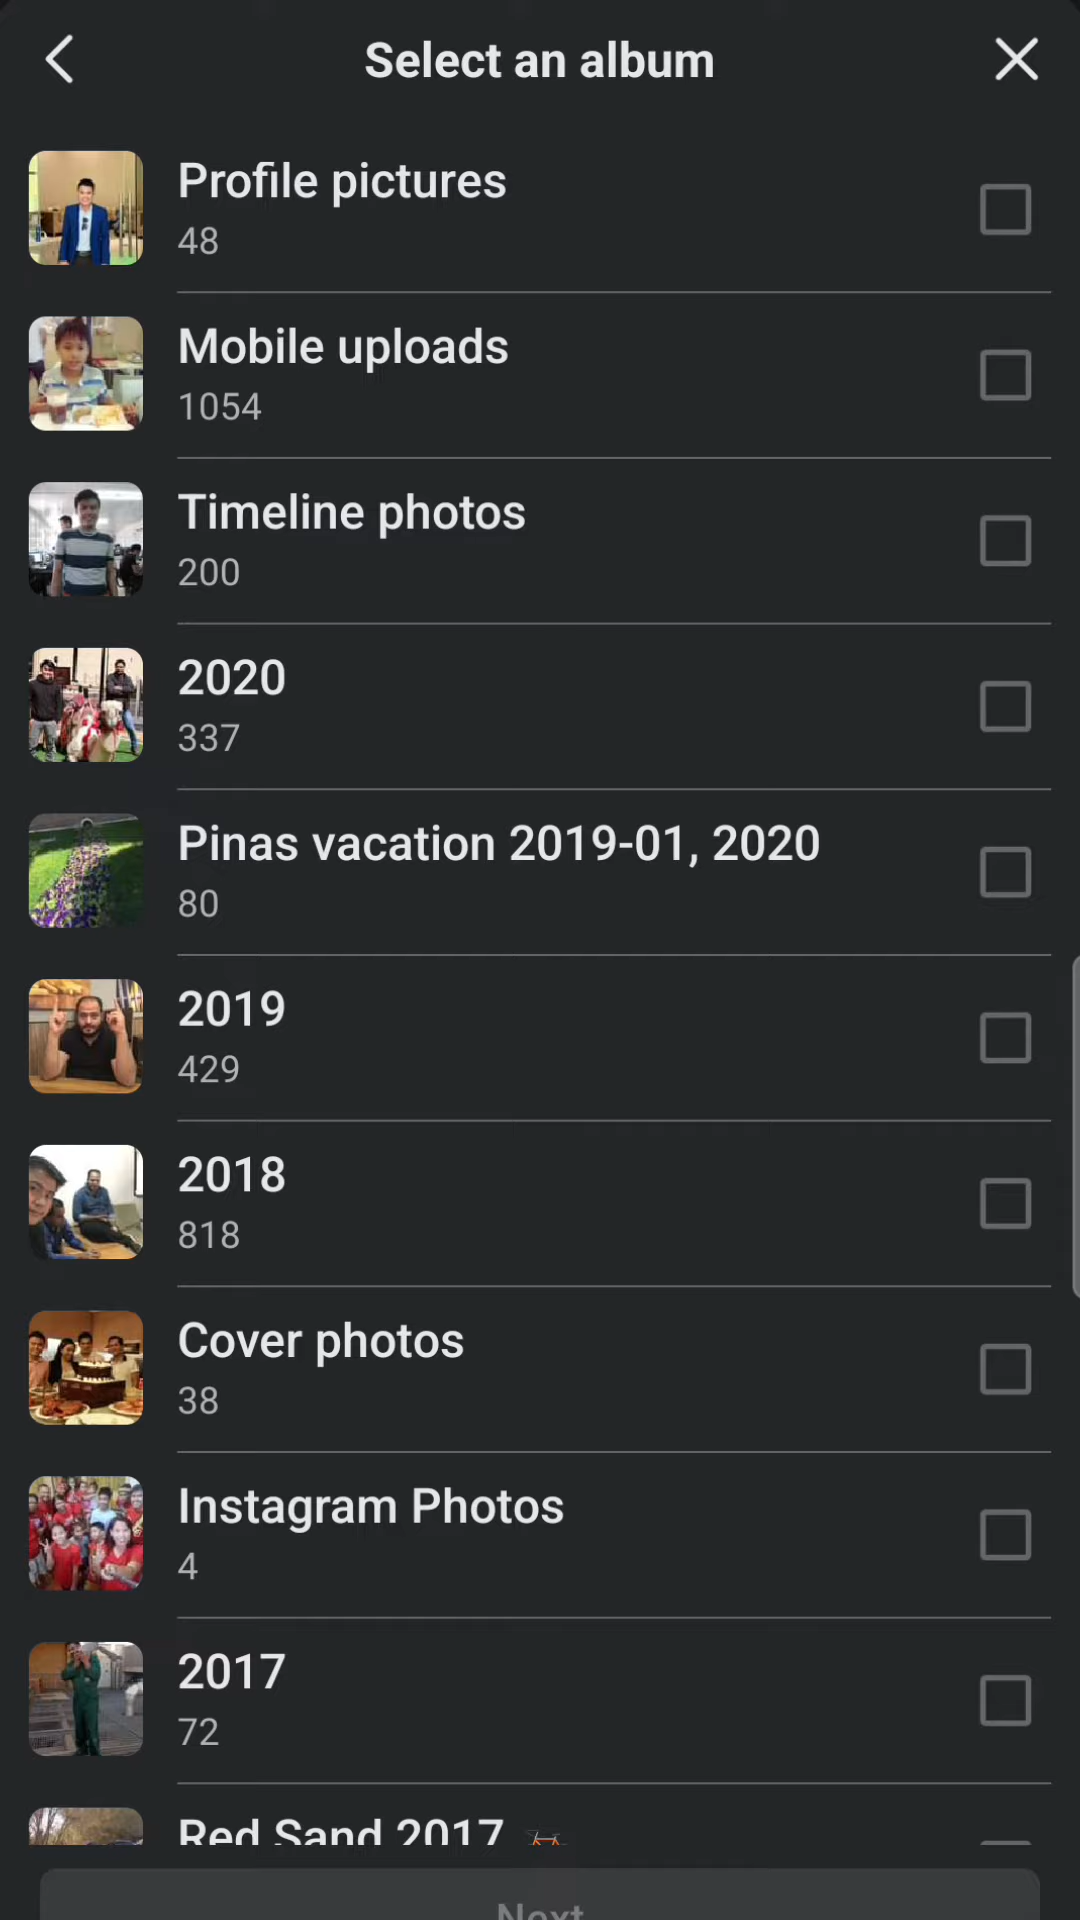 Select an album
Profile pictures
48
Mobile uploads
1054
Timeline photos
200
2020
337
Pinas vacation 2019-01, 2020
80
2019
429
2018
818
Cover photos
38
Instagram Photos
4
2017
72
Red Sand 2017
Next